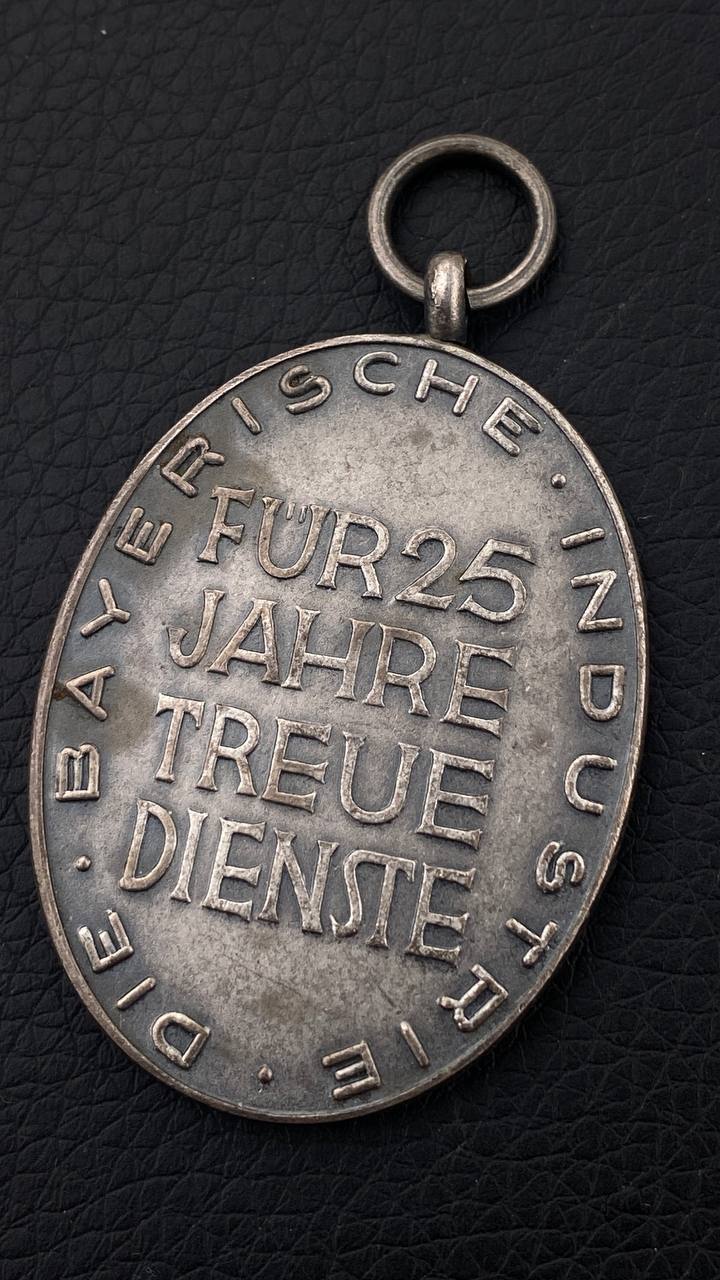 DIE · BAYERISCHE · INDUSTRIE ·
FÜR 25
JAHRE
TREUE
DIENSTE